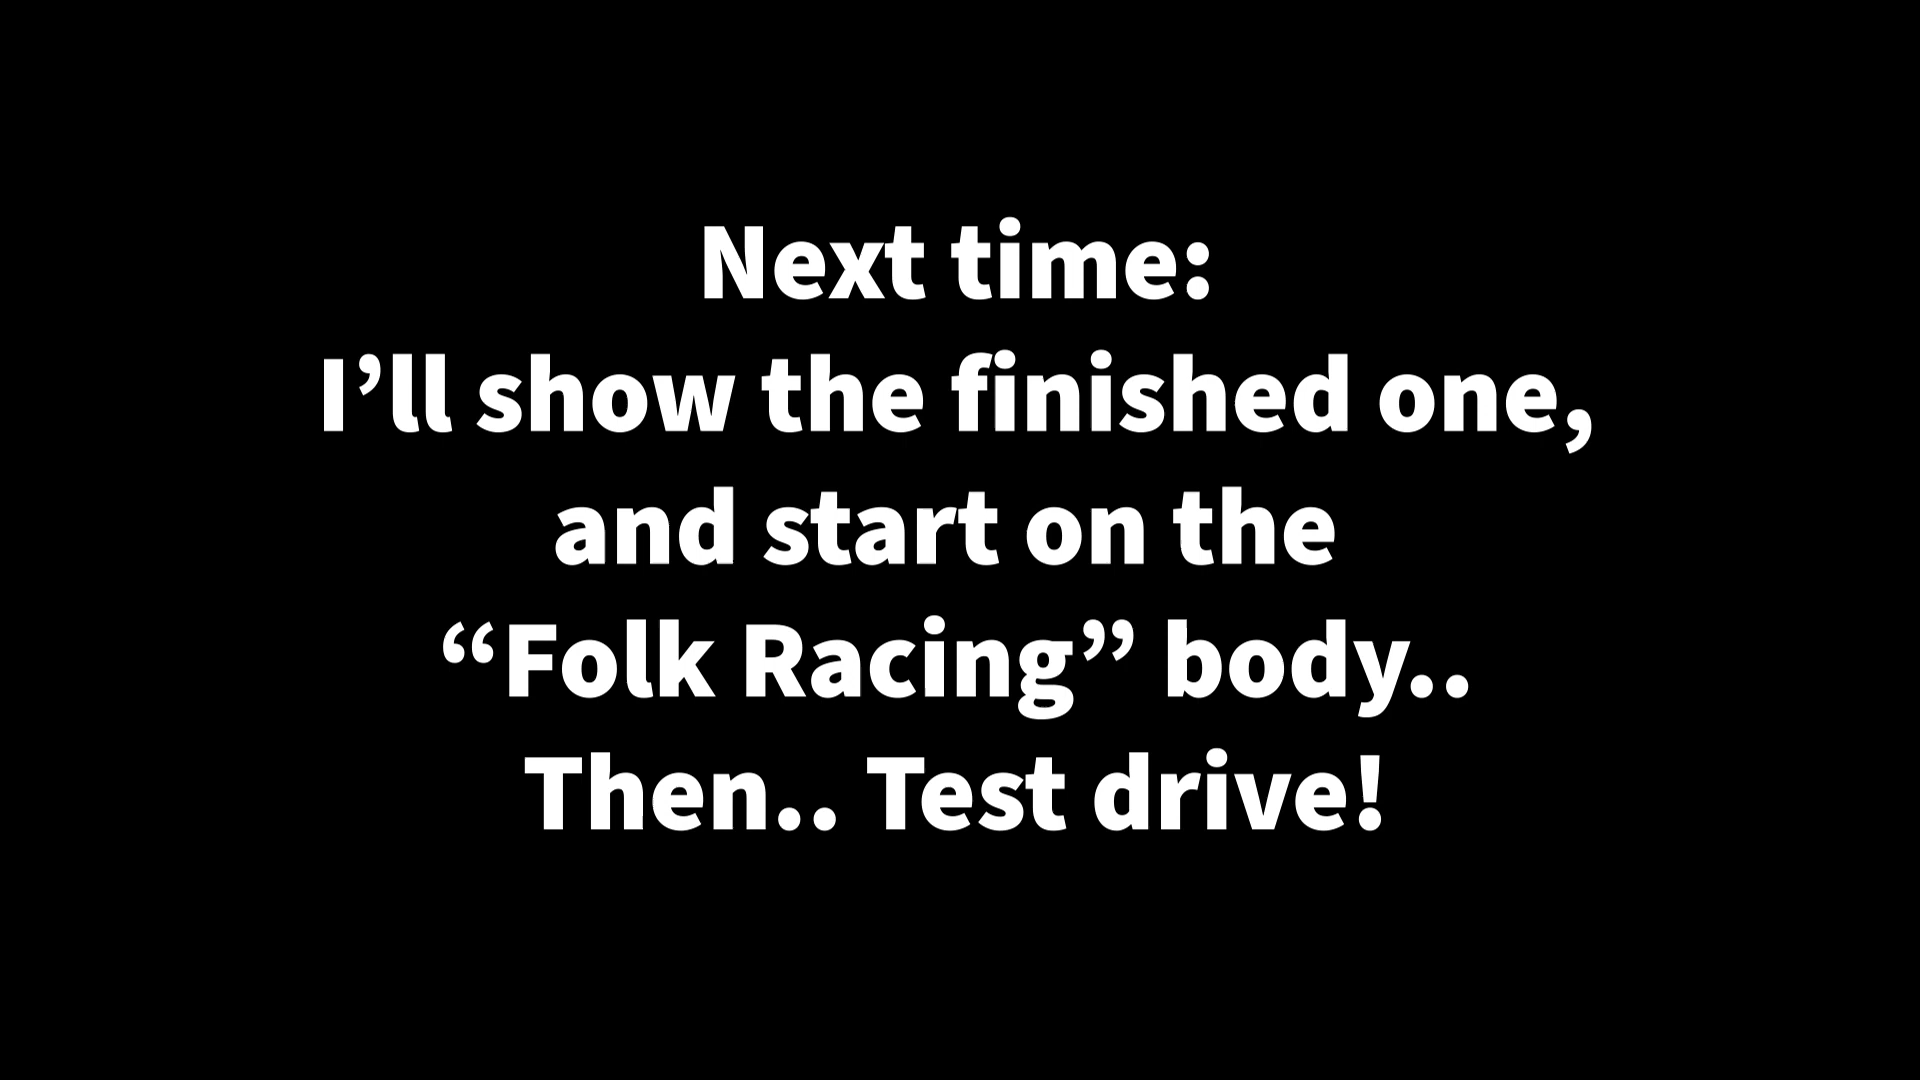 Next time:
I’ll show the finished one,
and start on the
“Folk Racing” body..
Then.. Test drive!